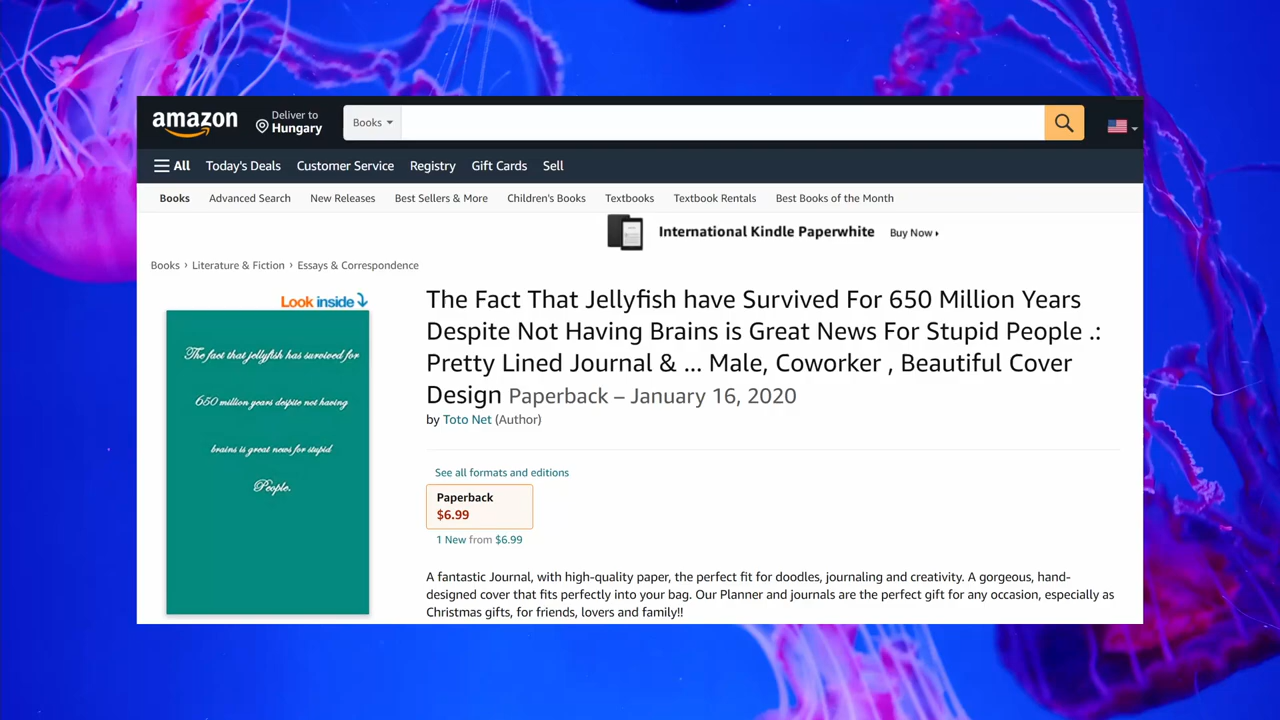 amazon
Deliver to
Hungary
Books
All Today's Deals Customer Service Registry Gift Cards Sell
Books Advanced Search New Releases Best Sellers & More Children's Books Textbooks Textbook Rentals Best Books of the Month
International Kindle Paperwhite Buy Now
Books › Literature & Fiction › Essays & Correspondence
Look inside
The fact that jellyfish has survived for
650 million years despite not having
brains is great news for stupid
People.
The Fact That Jellyfish have Survived For 650 Million Years
Despite Not Having Brains is Great News For Stupid People .:
Pretty Lined Journal & ... Male, Coworker , Beautiful Cover
Design Paperback – January 16, 2020
by Toto Net (Author)
See all formats and editions
Paperback
$6.99
1 New from $6.99
A fantastic Journal, with high-quality paper, the perfect fit for doodles, journaling and creativity. A gorgeous, hand-
designed cover that fits perfectly into your bag. Our Planner and journals are the perfect gift for any occasion, especially as
Christmas gifts, for friends, lovers and family!!